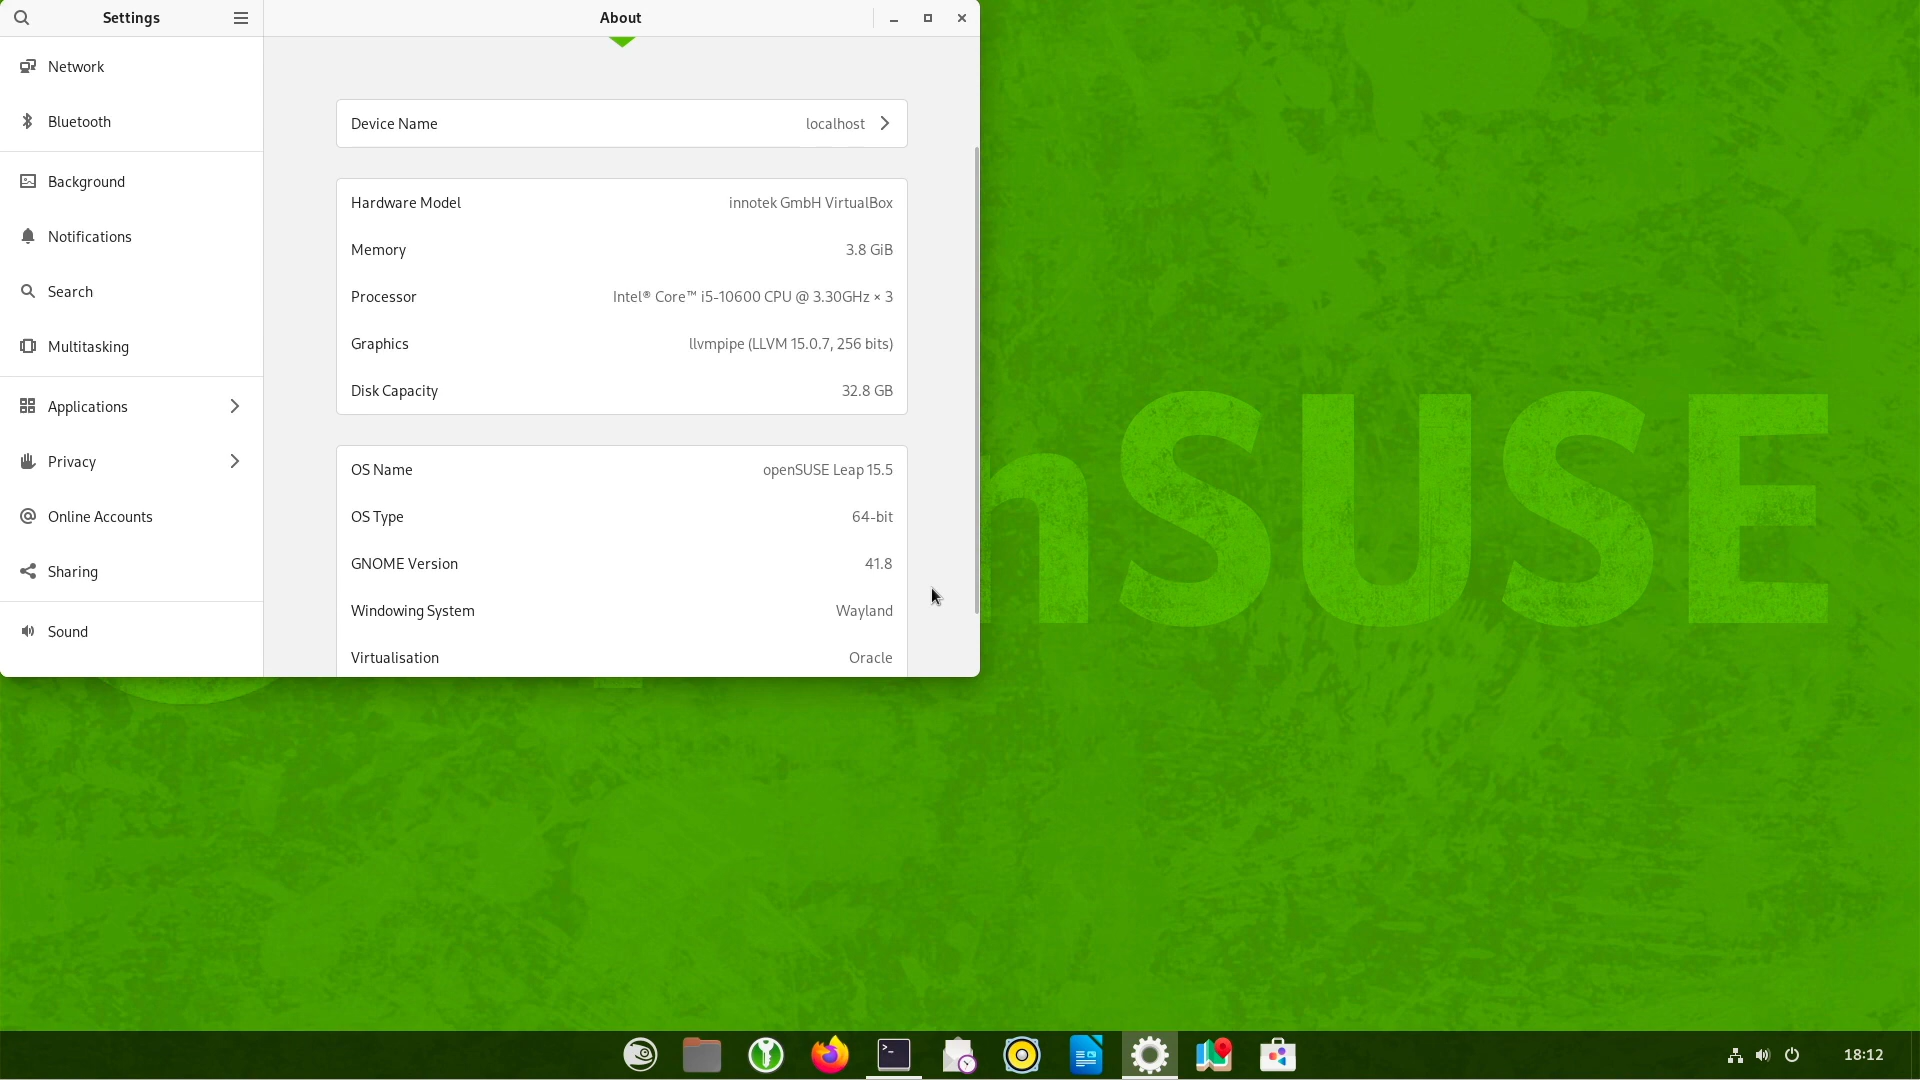 Settings
About
Network
Bluetooth
Background
Notifications
Search
Multitasking
Applications
Privacy
Online Accounts
Sharing
Sound
Device Name localhost
Hardware Model innotek GmbH VirtualBox
Memory 3.8 GiB
Processor Intel® Core™ i5-10600 CPU @ 3.30GHz × 3
Graphics llvmpipe (LLVM 15.0.7, 256 bits)
Disk Capacity 32.8 GB
OS Name openSUSE Leap 15.5
OS Type 64-bit
GNOME Version 41.8
Windowing System Wayland
Virtualisation Oracle
nSUSE
18:12